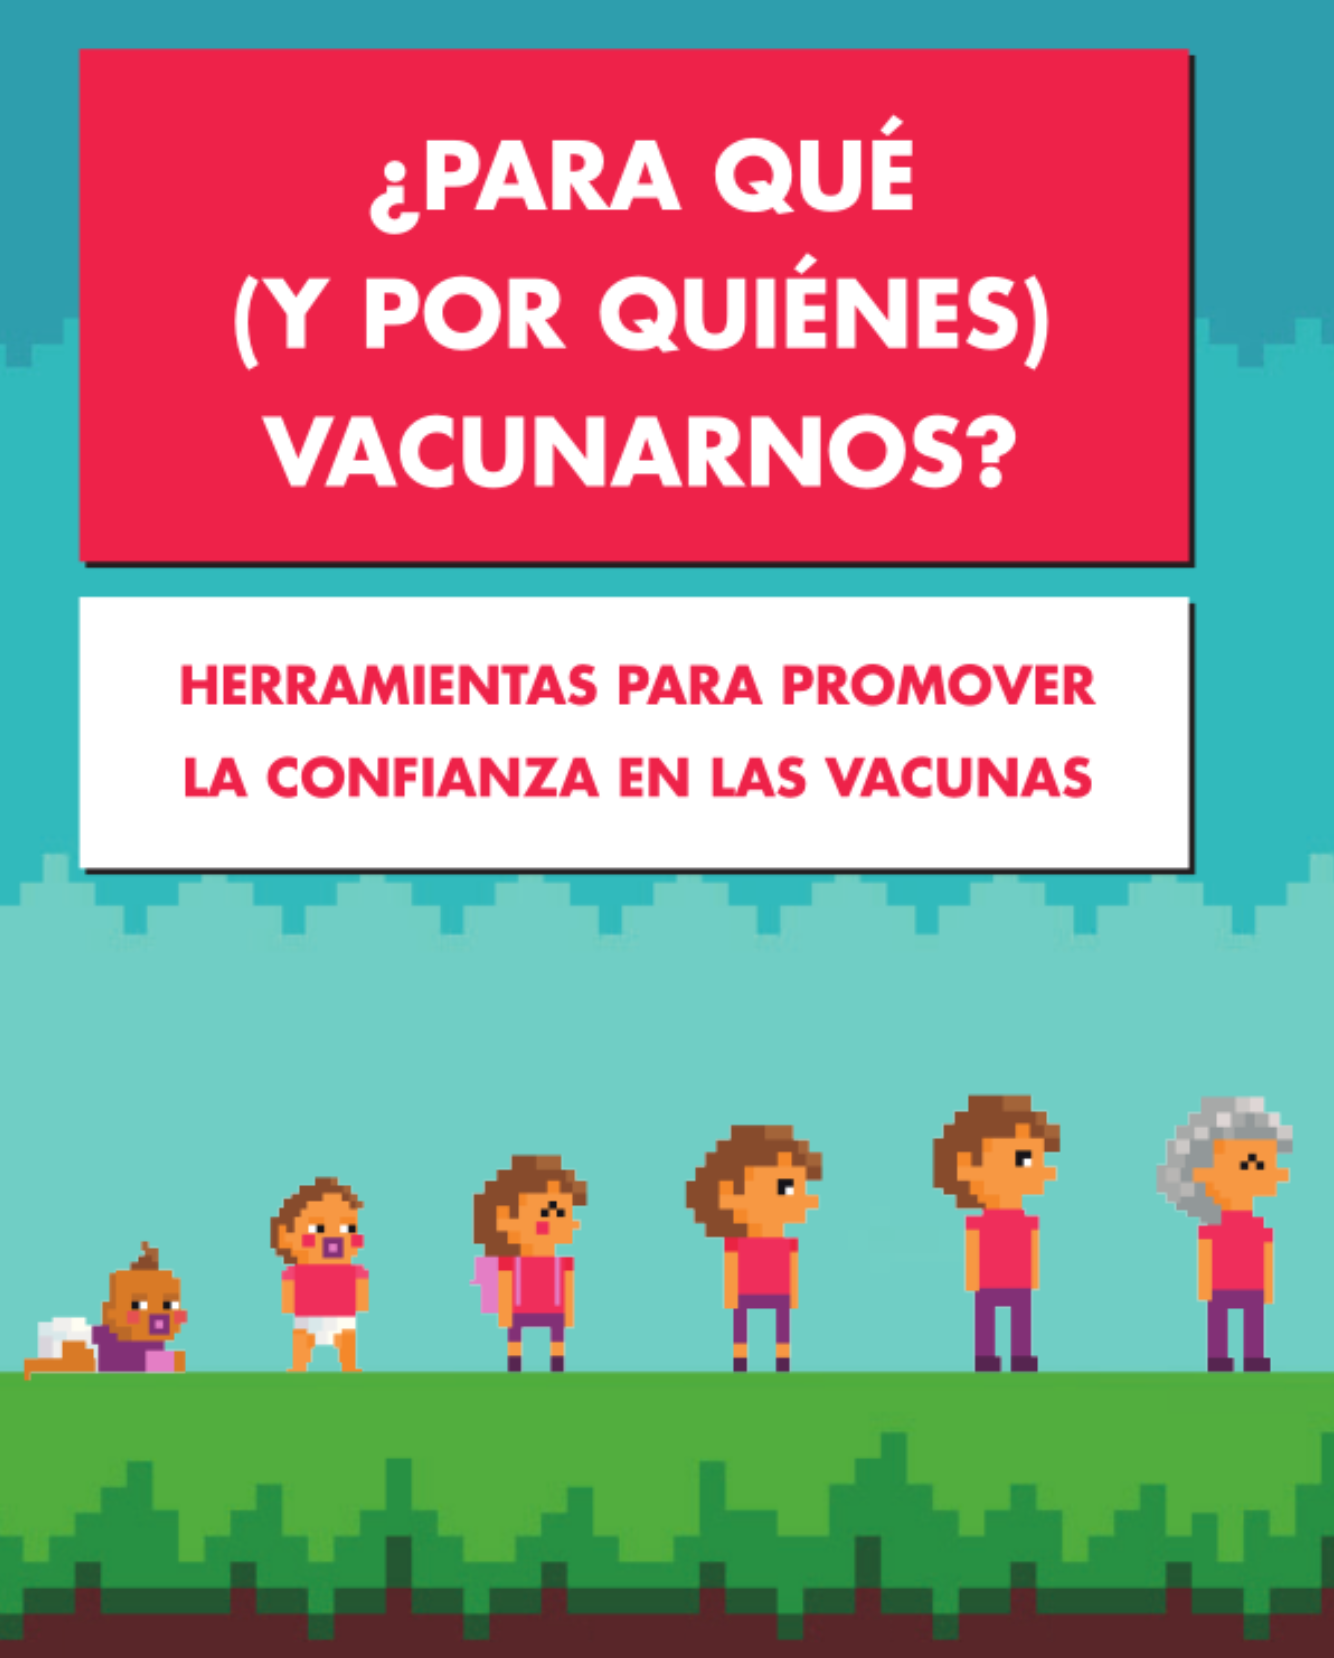 ¿PARA QUÉ
(Y POR QUIÉNES)
VACUNARNOS?
HERRAMIENTAS PARA PROMOVER
LA CONFIANZA EN LAS VACUNAS